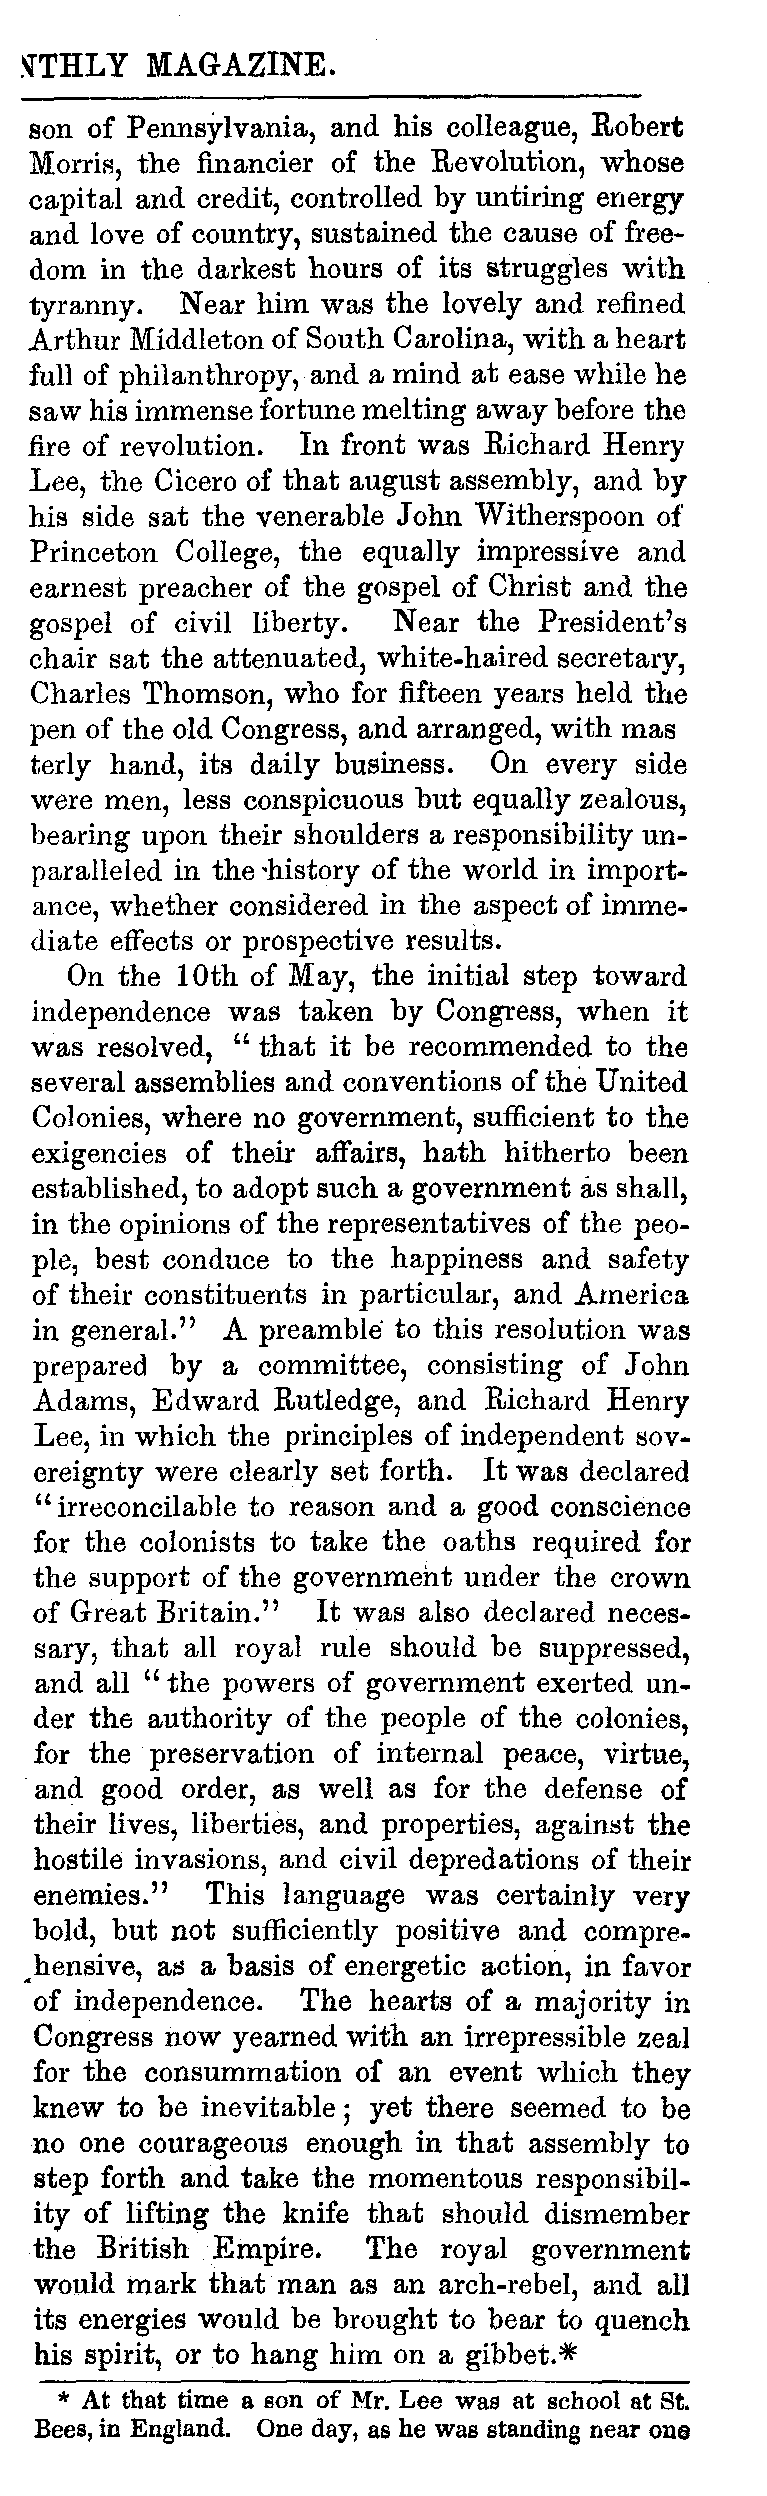 NTHLY MAGAZINE.
son of Pennsylvania, and his colleague, Robert
Morris, the financier of the Revolution, whose
capital and credit, controlled by untiring energy
and love of country, sustained the cause of free-
dom in the darkest hours of its struggles with
tyranny. Near him was the lovely and refined
Arthur Middleton of South Carolina, with a heart
full of philanthropy, and a mind at ease while he
saw his immense fortune melting away before the
fire of revolution. In front was Richard Henry
Lee, the Cicero of that august assembly, and by
his side sat the venerable John Witherspoon of
Princeton College, the equally impressive and
earnest preacher of the gospel of Christ and the
gospel of civil liberty. Near the President's
chair sat the attenuated, white-haired secretary,
Charles Thomson, who for fifteen years held the
pen of the old Congress, and arranged, with mas
terly hand, its daily business. On every side
were men, less conspicuous but equally zealous,
bearing upon their shoulders a responsibility un-
paralleled in the history of the world in import-
ance, whether considered in the aspect of imme-
diate effects or prospective results.
On the 10th of May, the initial step toward
independence was taken by Congress, when it
was resolved, "that it be recommended to the
several assemblies and conventions of the United
Colonies, where no government, sufficient to the
exigencies of their affairs, hath hitherto been
established, to adopt such a government as shall,
in the opinions of the representatives of the peo-
ple, best conduce to the happiness and safety
of their constituents in particular, and America
in general." A preamble to this resolution was
prepared by a committee, consisting of John
Adams, Edward Rutledge, and Richard Henry
Lee, in which the principles of independent sov-
ereignty were clearly set forth. It was declared
"irreconcilable to reason and a good conscience
for the colonists to take the oaths required for
the support of the government under the crown
of Great Britain." It was also declared neces-
sary, that all royal rule should be suppressed,
and all "the powers of government exerted un-
der the authority of the people of the colonies,
for the preservation of internal peace, virtue,
and good order, as well as for the defense of
their lives, liberties, and properties, against the
hostile invasions, and civil depredations of their
enemies." This language was certainly very
bold, but not sufficiently positive and compre-
hensive, as a basis of energetic action, in favor
of independence. The hearts of a majority in
Congress now yearned with an irrepressible zeal
for the consummation of an event which they
knew to be inevitable; yet there seemed to be
no one courageous enough in that assembly to
step forth and take the momentous responsibil-
ity of lifting the knife that should dismember
the British Empire. The royal government
would mark that man as an arch-rebel, and all
its energies would be brought to bear to quench
his spirit, or to hang him on a gibbet.*
* At that time a son of Mr. Lee was at school at St.
Bees, in England. One day, as he was standing near one